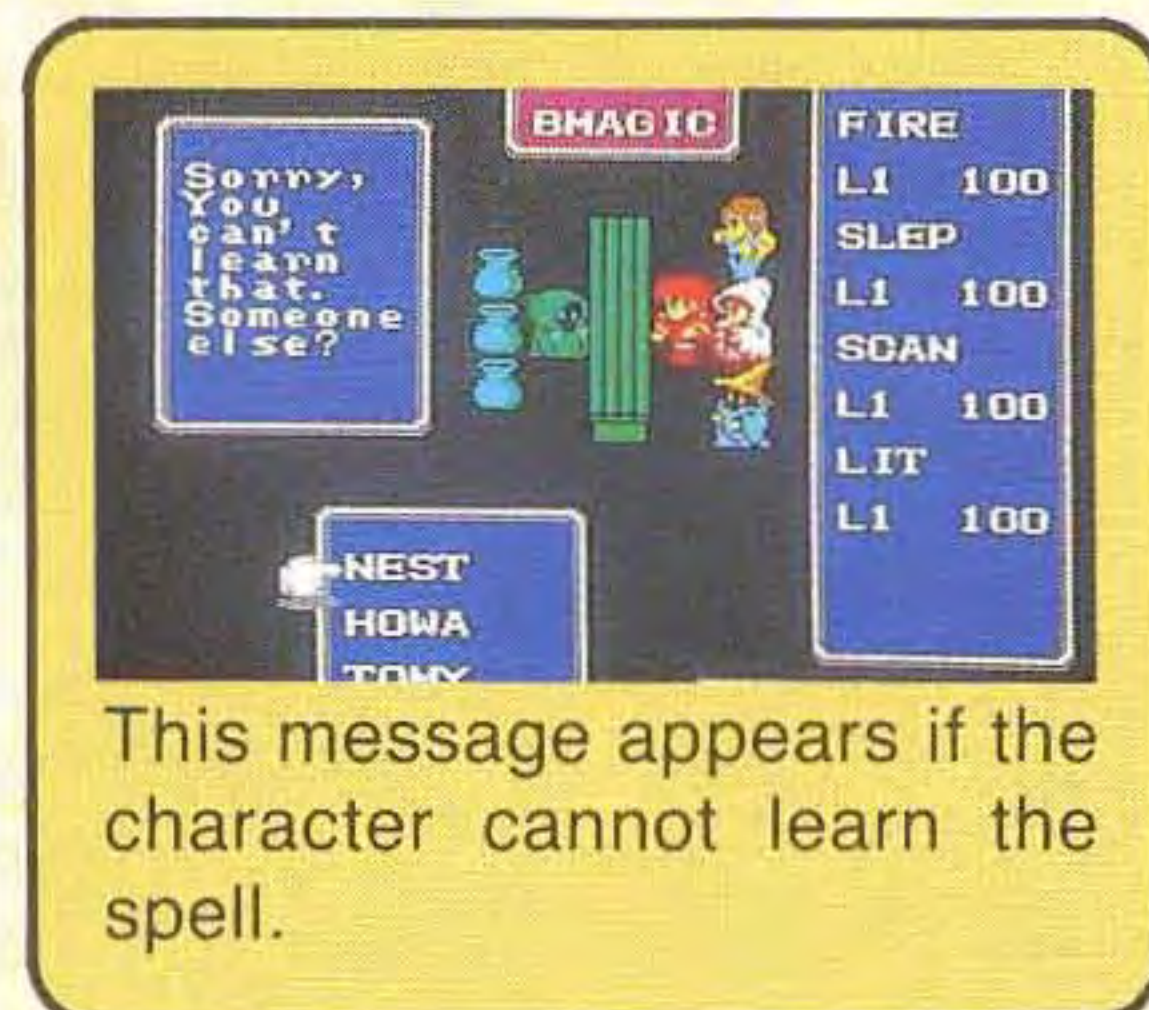 BMAGIC
Sorry,
You
can't
learn
that.
Someone
else?
FIRE
L1 100
SLEP
L1 100
SCAN
L1 100
LIT
L1 100
NEST
HOWA
This message appears if the
character cannot learn the
spell.